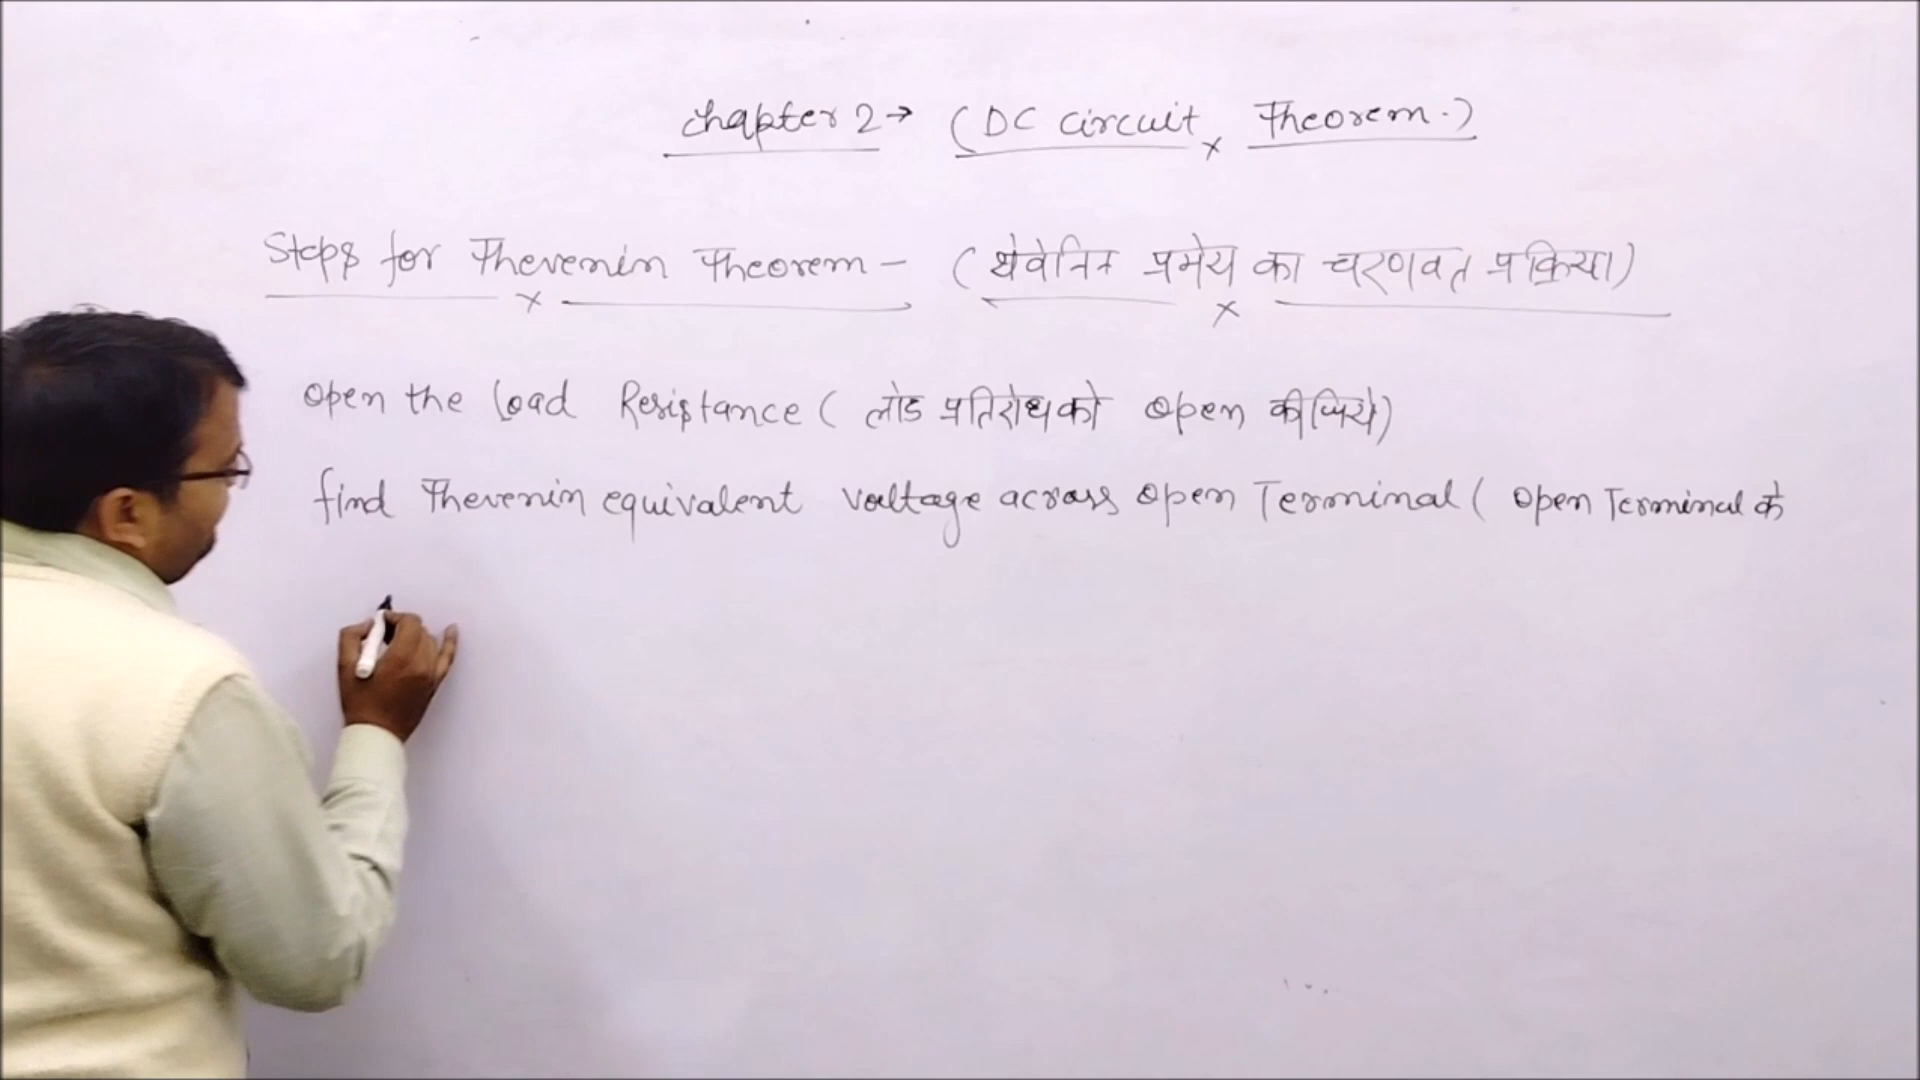 chapter 2 → (DC circuit Theorem.)
Steps for Thevenin Theorem – (थेवेनिन प्रमेय का चरणवत प्रक्रिया)
open the Load Resistance ( लोड प्रतिरोध को open कीजिये)
find Thevenin equivalent voltage across open Terminal ( open Terminal के